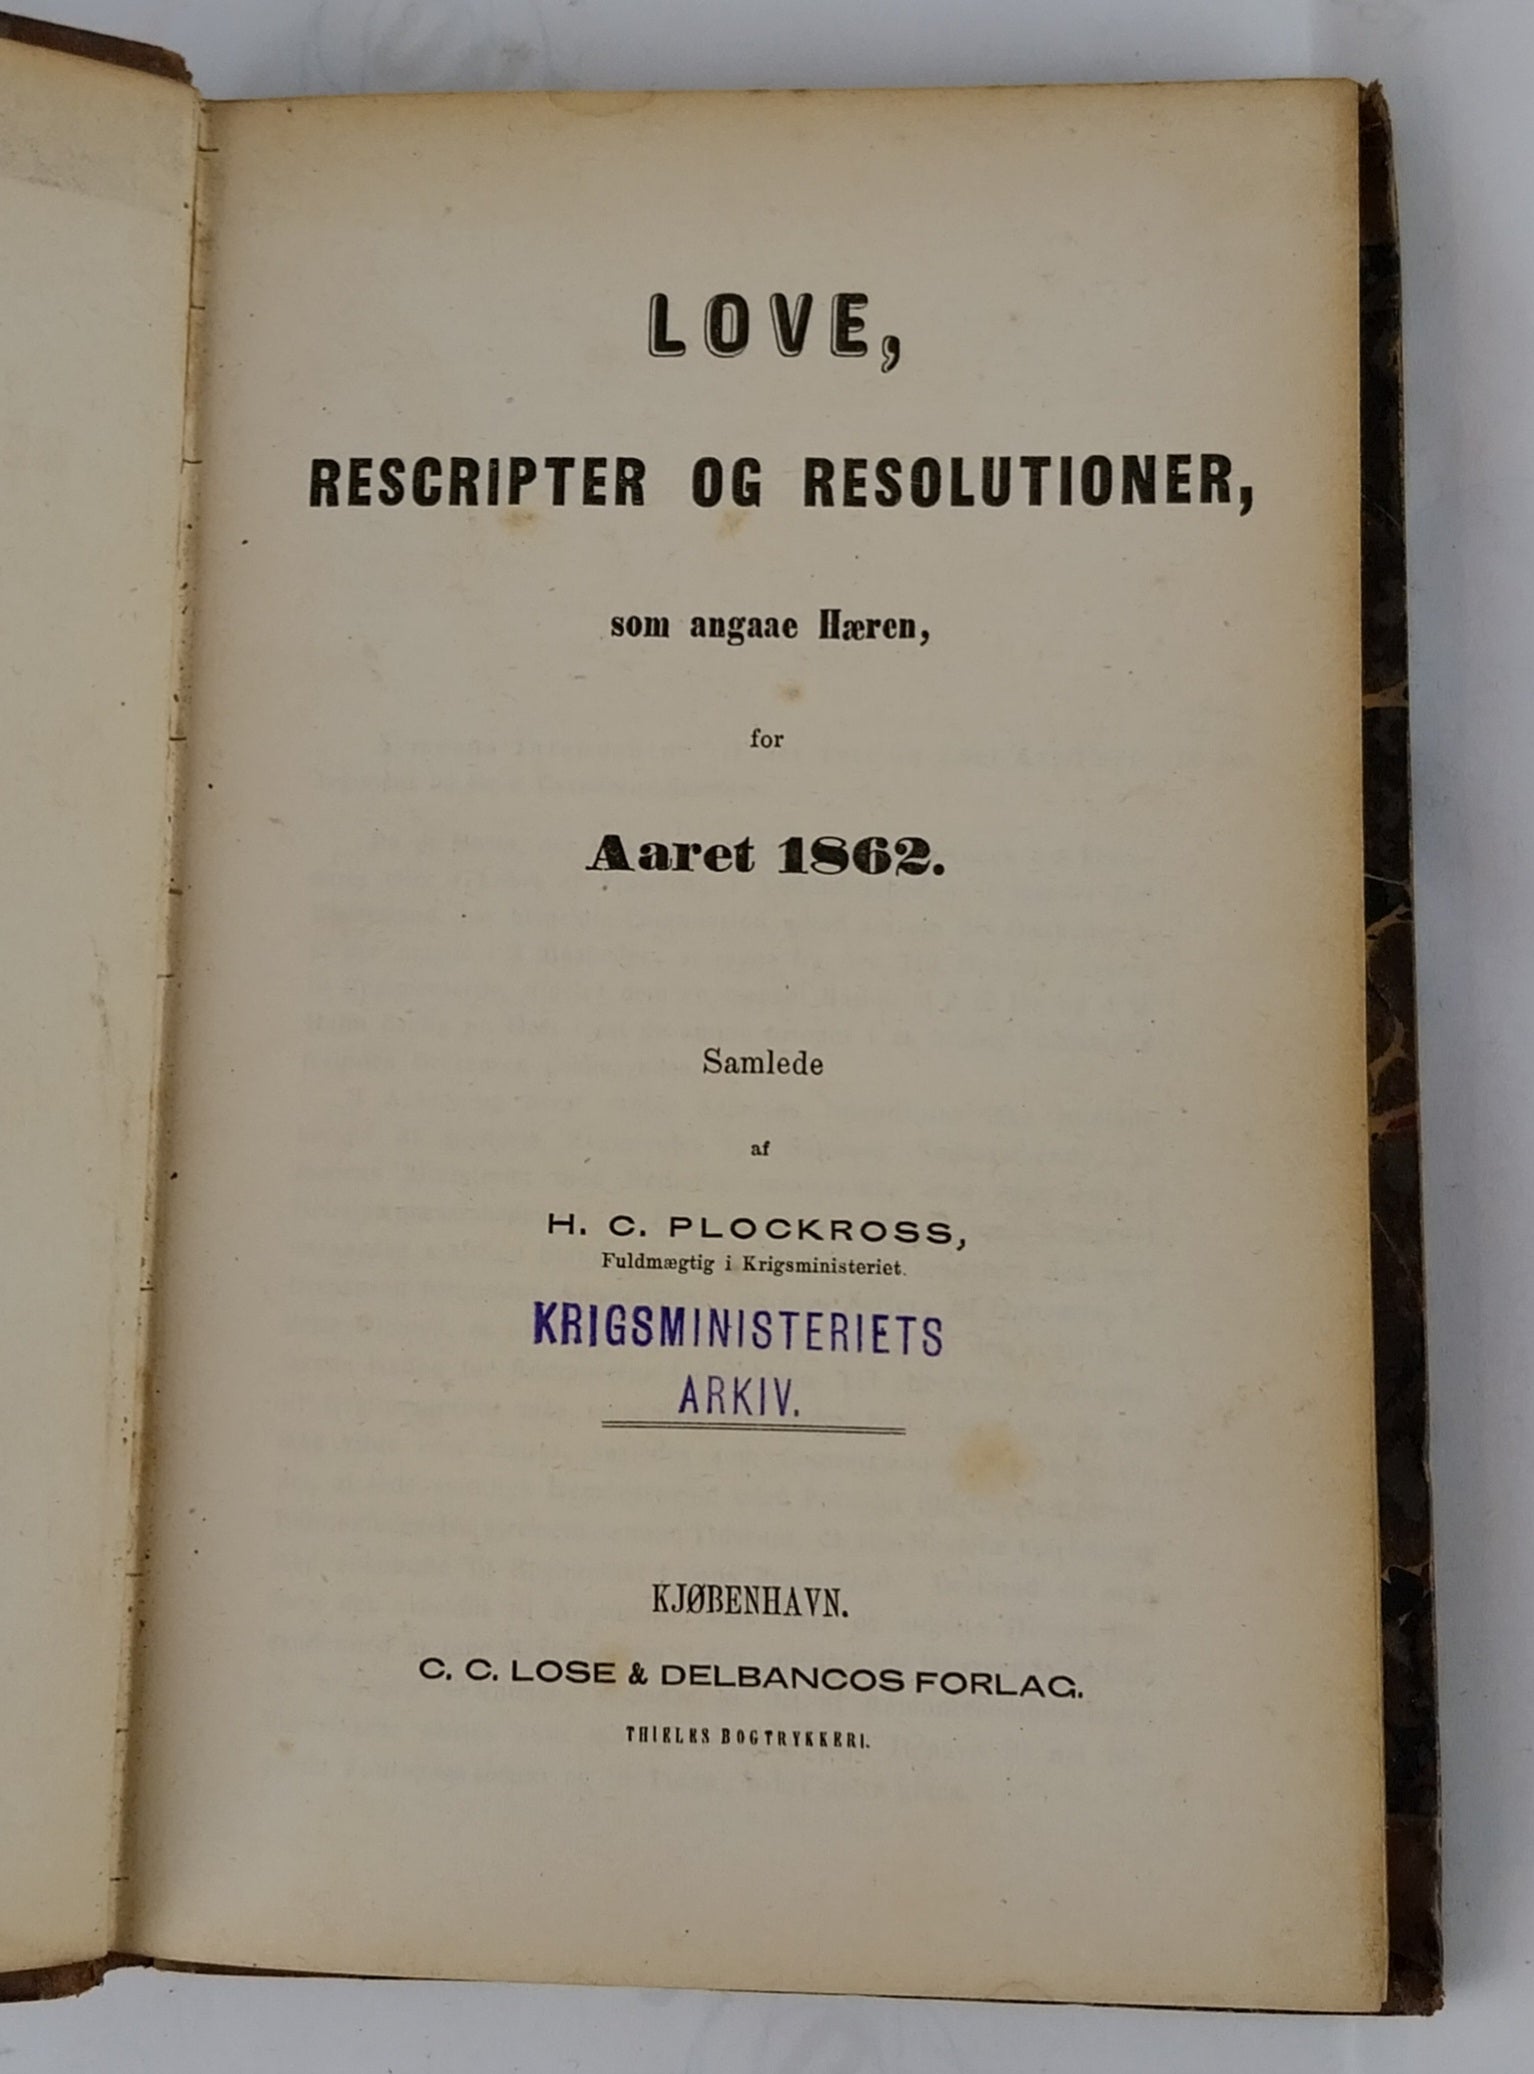 LOVE,
RESCRIPTER OG RESOLUTIONER,
som angaae Hæren,
for
Aaret 1862.
Samlede
af
H. C. PLOCKROSS,
Fuldmægtig i Krigsministeriet.
KRIGSMINISTERIETS
ARKIV.
KJØBENHAVN.
C. C. LOSE & DELBANCOS FORLAG.
THIELES BOGTRYKKERI.